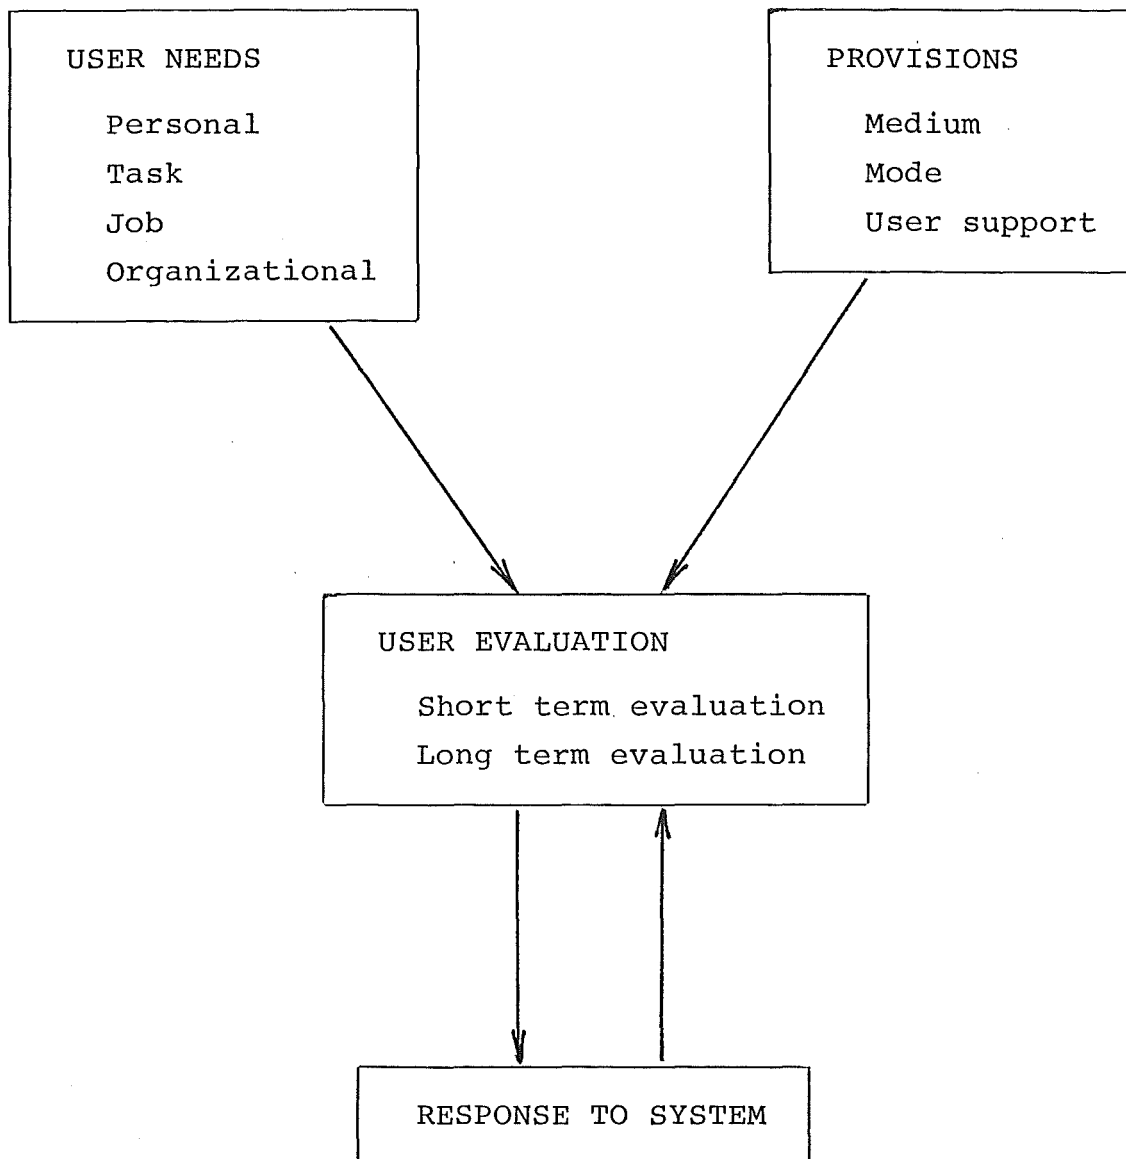 USER NEEDS
Personal
Task
Job
Organizational
PROVISIONS
Medium
Mode
User support
USER EVALUATION
Short term evaluation
Long term evaluation
RESPONSE TO SYSTEM